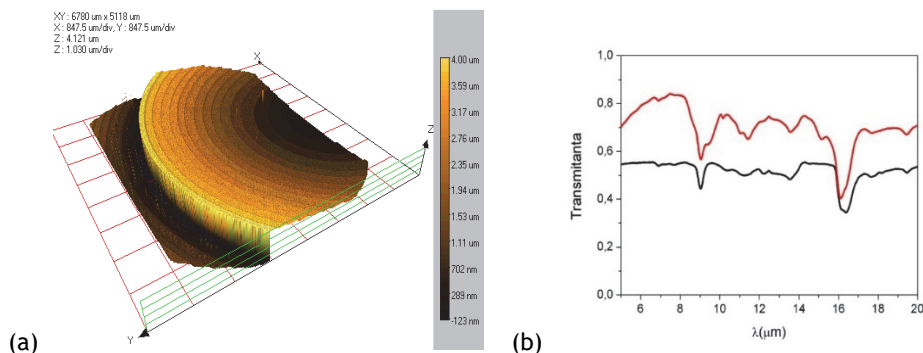 XY : 6780 um x 5118 um
X : 847.5 um/div, Y : 847.5 um/div
Z : 4.121 um
Z : 1.030 um/div
X
Z
Y
4.00 um
3.59 um
3.17 um
2.76 um
2.35 um
1.94 um
1.53 um
1.11 um
702 nm
289 nm
-123 nm
(a)
1,0
0,8
0,6
0,4
0,2
0,0
Transmitanta
6 8 10 12 14 16 18 20
λ(μm)
(b)